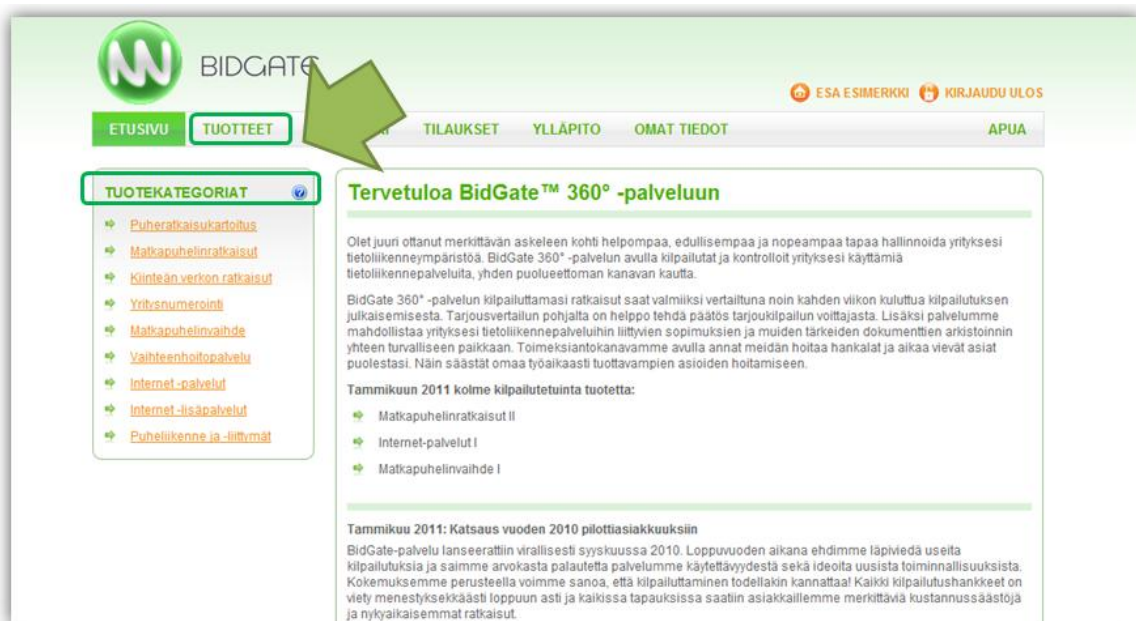 BIDGATE
ESA ESIMERKKI KIRJAUDU ULOS
ETUSIVU TUOTTEET TILAUKSET YLLÄPITO OMAT TIEDOT APUA
TUOTEKATEGORIAT
Puheratkaisukartoitus
Matkapuhelinratkaisut
Kiinteän verkon ratkaisut
Yritysnumerointi
Matkapuhelinvaihde
Vaihteenhoitopalvelu
Internet -palvelut
Internet -lisäpalvelut
Puheliikenne ja -liittymät
Tervetuloa BidGate™ 360° -palveluun
Olet juuri ottanut merkittävän askeleen kohti helpompaa, edullisempaa ja nopeampaa tapaa hallinnoida yrityksesi
tietoliikenneympäristöä. BidGate 360° -palvelun avulla kilpailutat ja kontrolloit yrityksesi käyttämiä
tietoliikennepalveluita, yhden puolueettoman kanavan kautta.
BidGate 360° -palvelun kilpailuttamasi ratkaisut saat valmiiksi vertailtuna noin kahden viikon kuluttua kilpailutuksen
julkaisemisesta. Tarjousvertailun pohjalta on helppo tehdä päätös tarjoukilpailun voittajasta. Lisäksi palvelumme
mahdollistaa yrityksesi tietoliikennepalveluihin liittyvien sopimuksien ja muiden tärkeiden dokumenttien arkistoinnin
yhteen turvalliseen paikkaan. Toimeksiantokanavamme avulla annat meidän hoitaa hankalat ja aikaa vievät asiat
puolestasi. Näin säästät omaa työaikaasti tuottavampien asioiden hoitamiseen.
Tammikuun 2011 kolme kilpailutetuinta tuotetta:
Matkapuhelinratkaisut II
Internet-palvelut I
Matkapuhelinvaihde I
Tammikuu 2011: Katsaus vuoden 2010 pilottiasiakkuuksiin
BidGate-palvelu lanseerattiin virallisesti syyskuussa 2010. Loppuvuoden aikana ehdimme läpiviedä useita
kilpailutuksia ja saimme arvokasta palautetta palvelumme käytettävyydestä sekä ideoita uusista toiminnallisuuksista.
Kokemuksemme perusteella voimme sanoa, että kilpailuttaminen todellakin kannattaa! Kaikki kilpailutushankkeet on
viety menestyksekkäästi loppuun asti ja kaikissa tapauksissa saatiin asiakkaillemme merkittäviä kustannussäästöjä
ja nykyaikaisemmat ratkaisut.